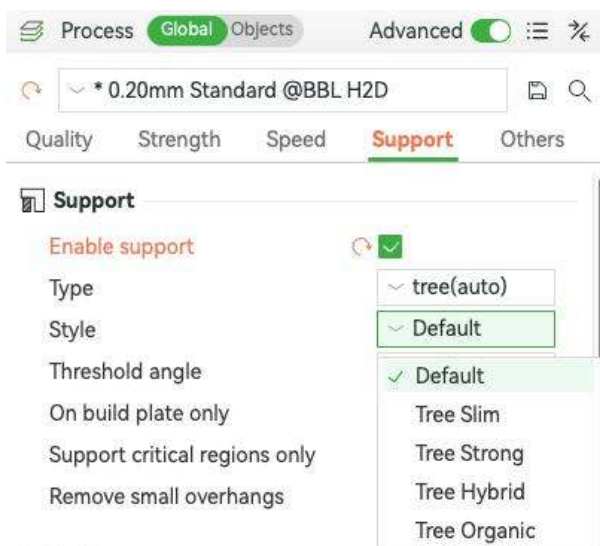 Process Global Objects Advanced
* 0.20mm Standard @BBL H2D
Quality Strength Speed Support Others
Support
Enable support
Type tree(auto)
Style Default
Threshold angle Default
On build plate only Tree Slim
Support critical regions only Tree Strong
Remove small overhangs Tree Hybrid
Tree Organic